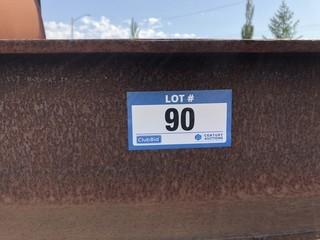 LOT #
90
ClubBid
CENTURY
AUCTIONS